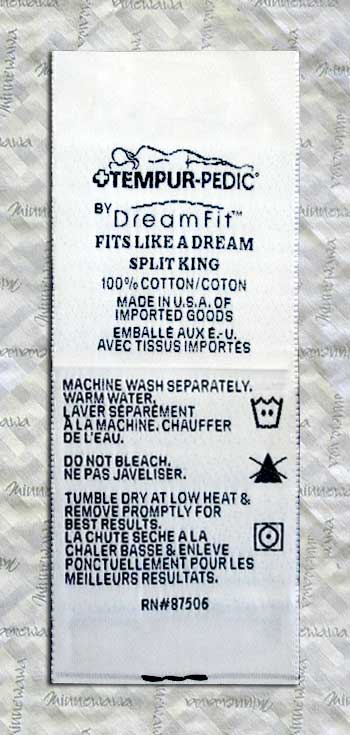 TEMPUR-PEDIC®
BY DreamFit™
FITS LIKE A DREAM
SPLIT KING
100% COTTON/COTON
MADE IN U.S.A. OF
IMPORTED GOODS
EMBALLÉ AUX É.-U.
AVEC TISSUS IMPORTÉS
MACHINE WASH SEPARATELY.
WARM WATER.
LAVER SÉPARÉMENT
À LA MACHINE. CHAUFFER
DE L'EAU.
DO NOT BLEACH.
NE PAS JAVELISER.
TUMBLE DRY AT LOW HEAT &
REMOVE PROMPTLY FOR
BEST RESULTS.
LA CHUTE SECHE A LA
CHALER BASSE & ENLEVE
PONCTUELLEMENT POUR LES
MEILLEURS RESULTATS.
RN#87506
Minnewawa